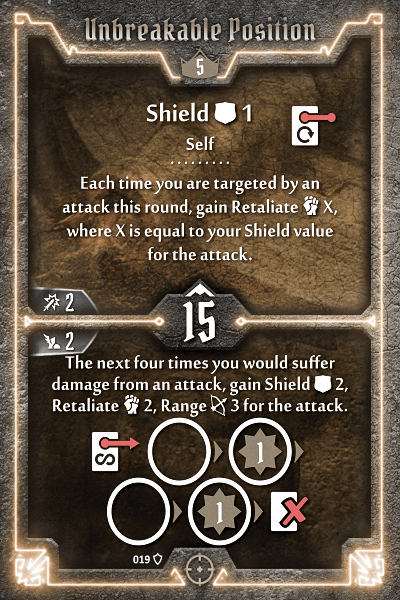 Unbreakable Position
5
Shield 1
Self
Each time you are targeted by an
attack this round, gain Retaliate X,
where X is equal to your Shield value
for the attack.
2
15
2
The next four times you would suffer
damage from an attack, gain Shield 2,
Retaliate 2, Range 3 for the attack.
1
1
019